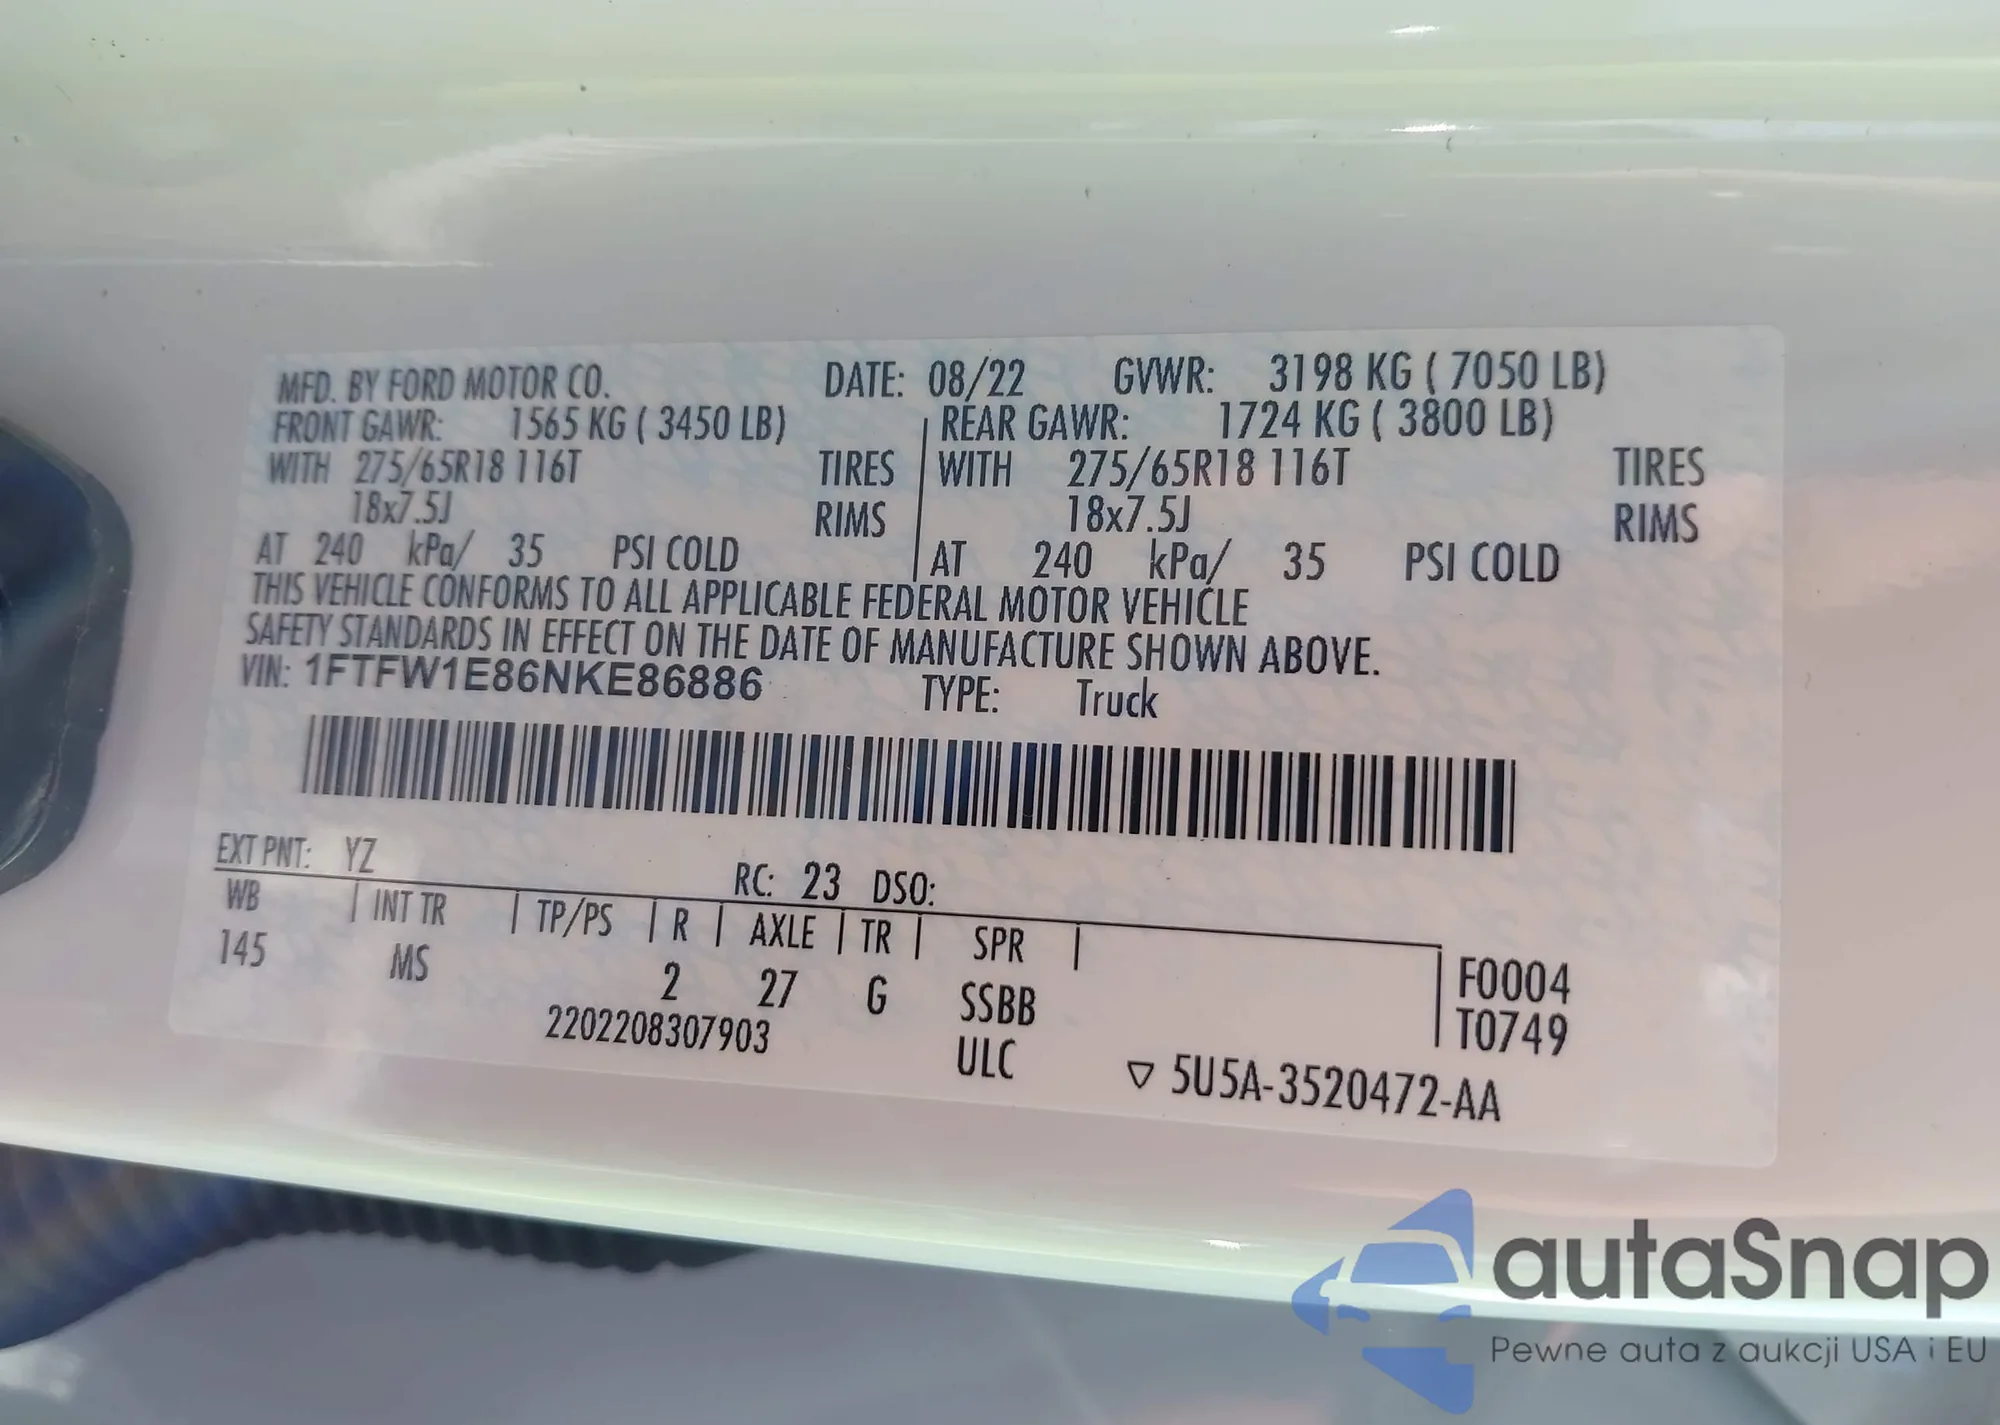 MFD. BY FORD MOTOR CO. DATE: 08/22 GVWR: 3198 KG ( 7050 LB)
FRONT GAWR: 1565 KG ( 3450 LB) REAR GAWR: 1724 KG ( 3800 LB)
WITH 275/65R18 116T TIRES WITH 275/65R18 116T TIRES
18x7.5J RIMS 18x7.5J RIMS
AT 240 kPa/ 35 PSI COLD AT 240 kPa/ 35 PSI COLD
THIS VEHICLE CONFORMS TO ALL APPLICABLE FEDERAL MOTOR VEHICLE
SAFETY STANDARDS IN EFFECT ON THE DATE OF MANUFACTURE SHOWN ABOVE.
VIN: 1FTFW1E86NKE86886 TYPE: Truck
EXT PNT: YZ RC: 23 DSO:
WB | INT TR | TP/PS | R | AXLE | TR | SPR | F0004
145 MS 2 27 G SSBB T0749
2202208307903 ULC ▽ 5U5A-3520472-AA
autaSnap
Pewne auta z aukcji USA i EU